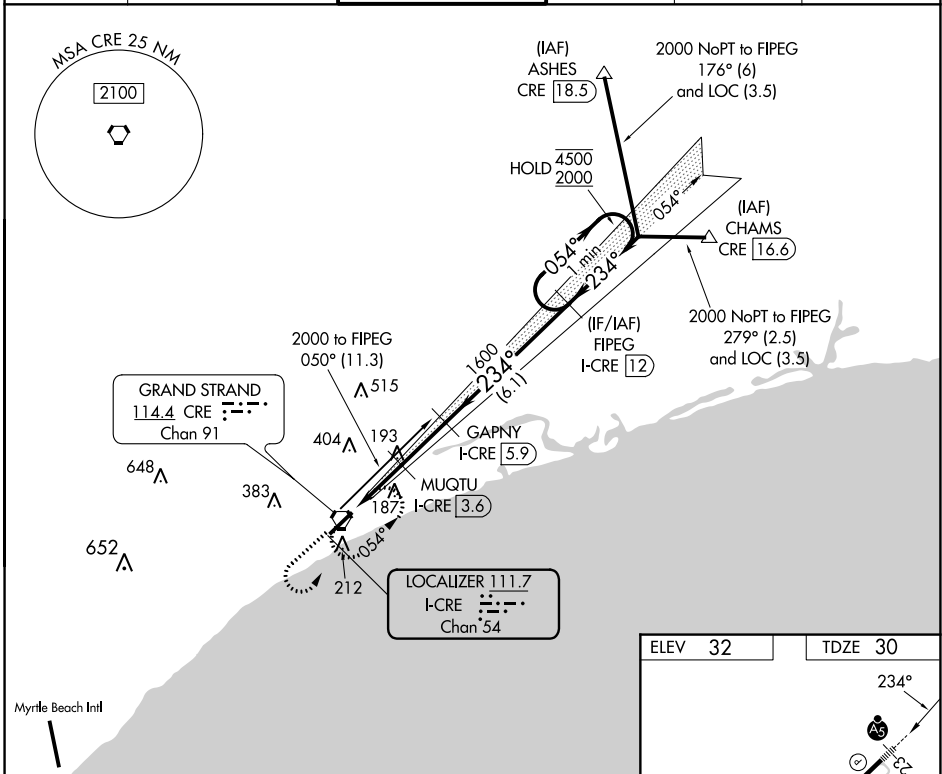 MSA CRE 25 NM
2100
(IAF)
ASHES
CRE 18.5
2000 NoPT to FIPEG
176° (6)
and LOC (3.5)
HOLD 4500
2000
054°
(IAF)
CHAMS
CRE 16.6
054°
1 min
234°
2000 NoPT to FIPEG
279° (2.5)
and LOC (3.5)
(IF/IAF)
FIPEG
I-CRE 12
2000 to FIPEG
050° (11.3)
1600
234°
(6.1)
515
GRAND STRAND
114.4 CRE
Chan 91
404
193
GAPNY
I-CRE 5.9
648
383
187
MUQTU
I-CRE 3.6
054°
652
212
LOCALIZER 111.7
I-CRE
Chan 54
Myrtle Beach Intl
ELEV 32
TDZE 30
234°
A5
23
P